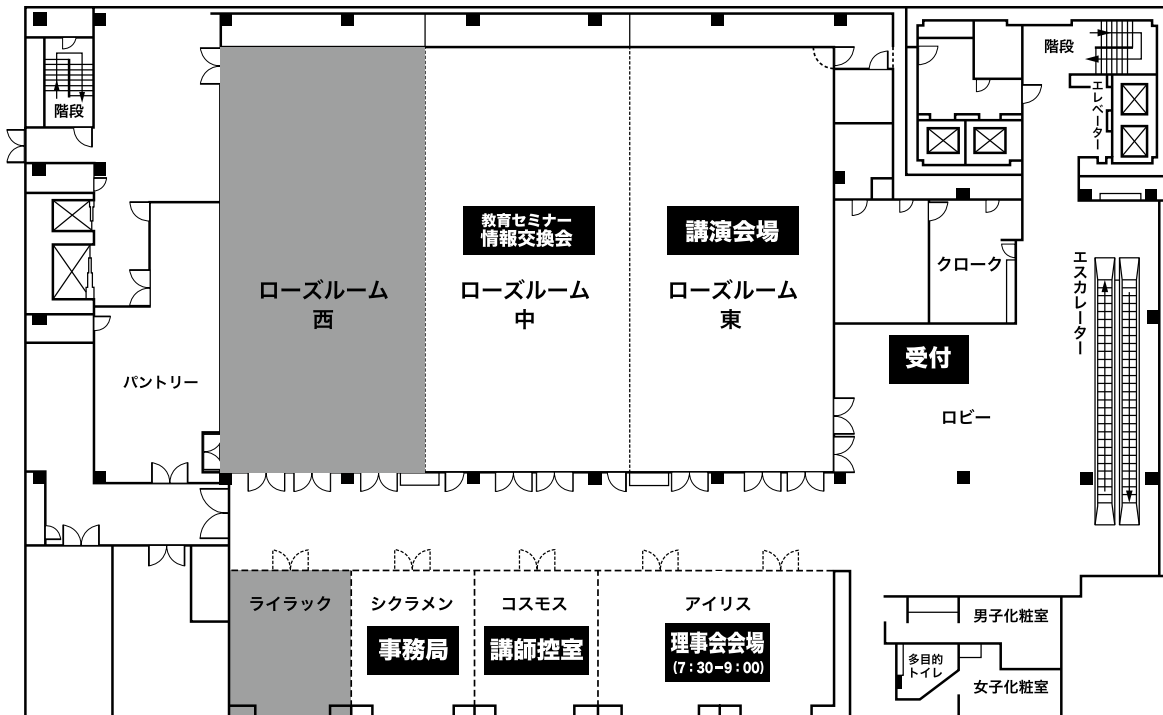 階段
階段
エレベーター
教育セミナー
情報交換会
講演会場
クローク
エスカレーター
ローズルーム
西
ローズルーム
中
ローズルーム
東
受付
パントリー
ロビー
ライラック
シクラメン
コスモス
アイリス
事務局
講師控室
理事会会場
(7:30−9:00)
男子化粧室
多目的
トイレ
女子化粧室